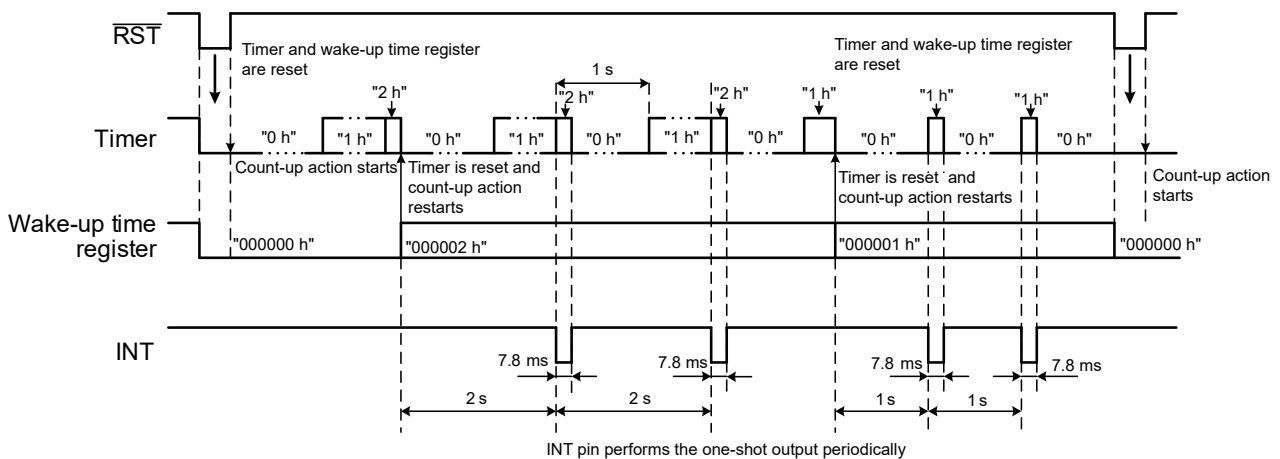 RST
Timer and wake-up time register
are reset
Timer and wake-up time register
are reset
1 s
"2 h"
"2 h"
"2 h"
"1 h"
"1 h"
"1 h"
Timer
"0 h"
"1 h"
"0 h"
"1 h"
"0 h"
"1 h"
"0 h"
"0 h"
"0 h"
"0 h"
Count-up action starts
Timer is reset and
count-up action
restarts
Timer is reset and
count-up action restarts
Count-up action
starts
Wake-up time
register
"000000 h"
"000002 h"
"000001 h"
"000000 h"
INT
7.8 ms
7.8 ms
7.8 ms
7.8 ms
2 s
2 s
1 s
1 s
INT pin performs the one-shot output periodically